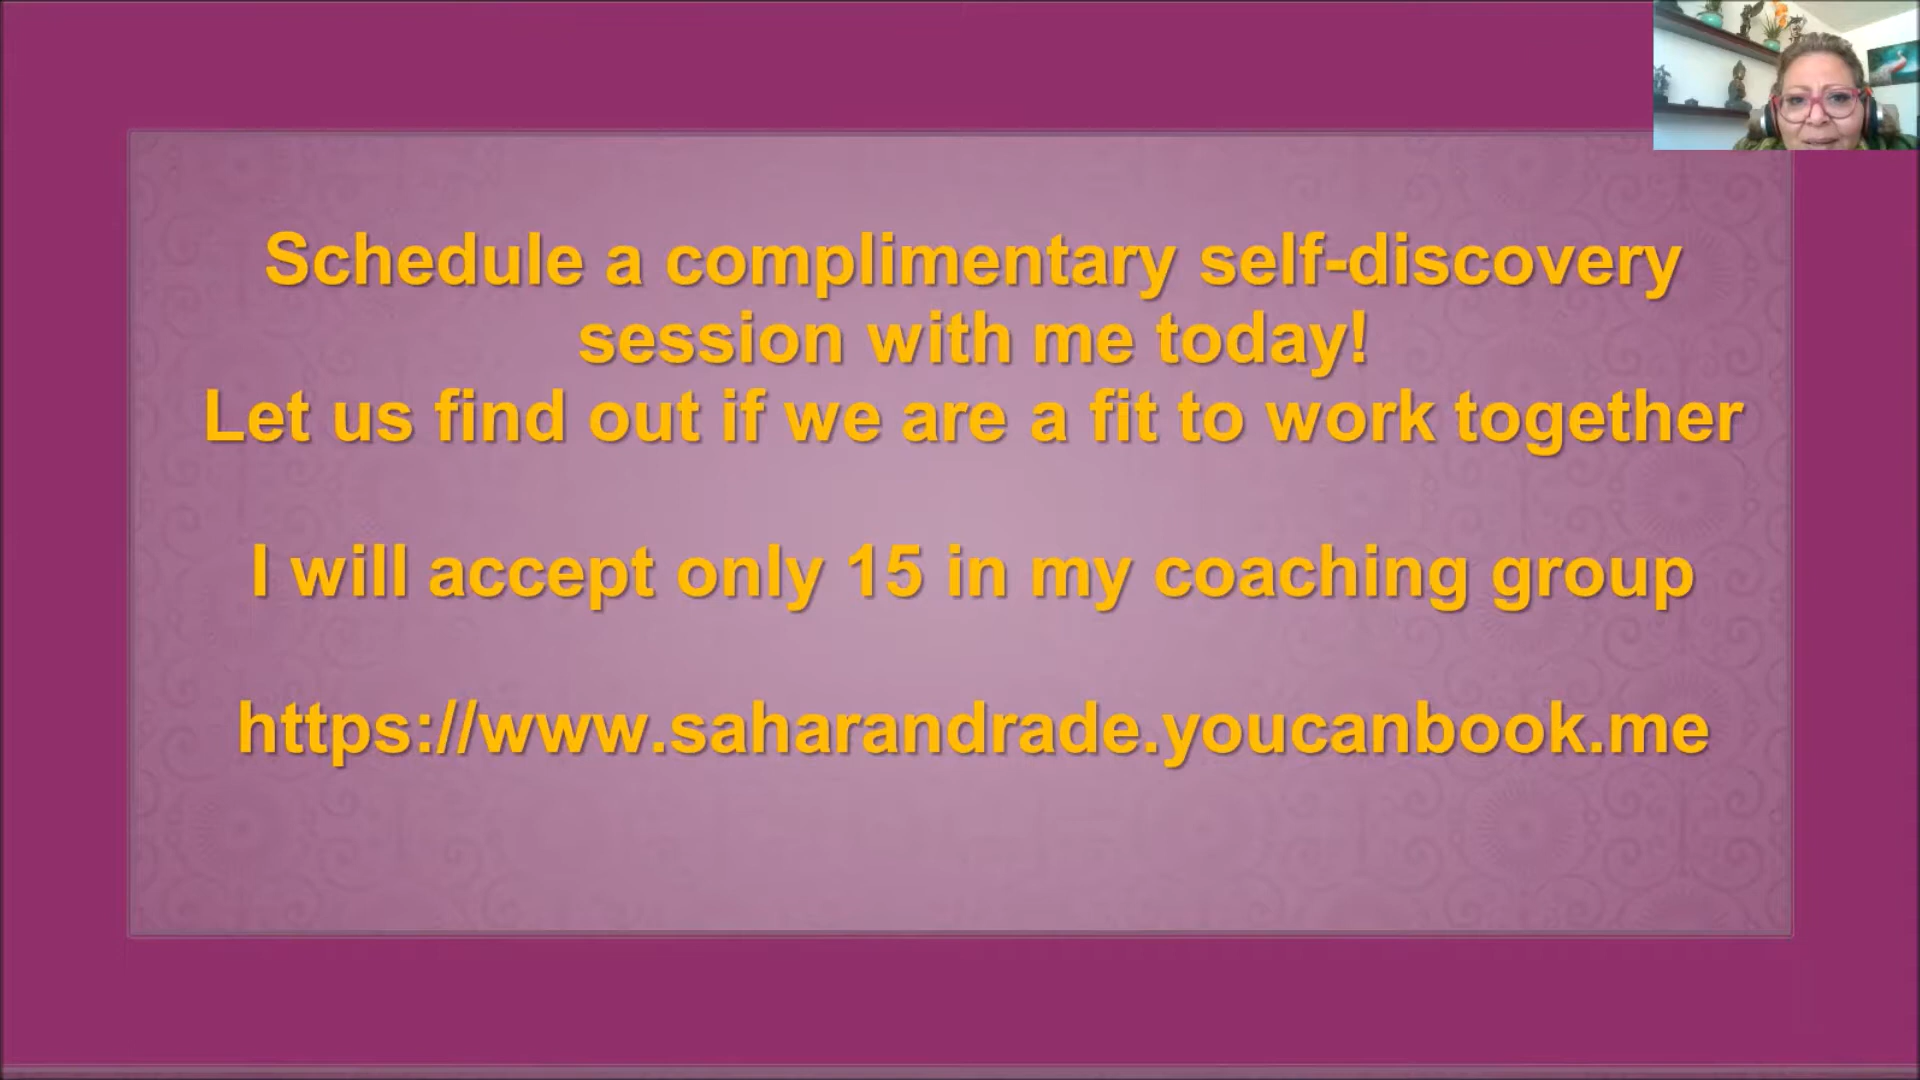 Schedule a complimentary self-discovery
session with me today!
Let us find out if we are a fit to work together
I will accept only 15 in my coaching group
https://www.saharandrade.youcanbook.me